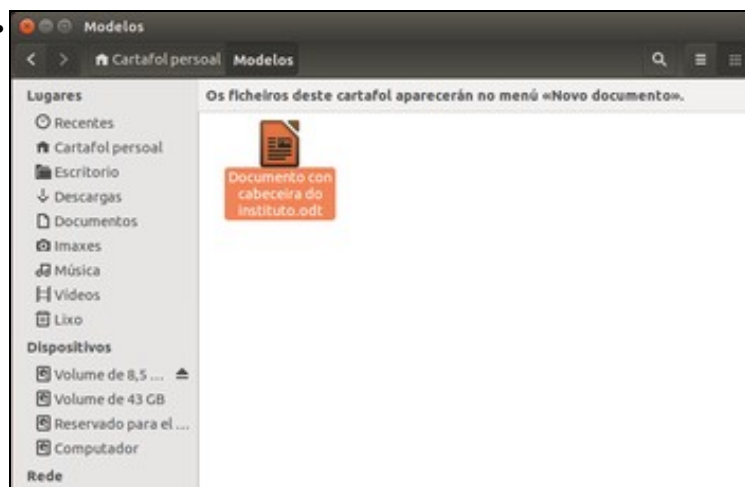 Modelos
Cartafol persoal Modelos
Lugares
Os ficheiros deste cartafol aparecerán no menú «Novo documento».
Recentes
Cartafol persoal
Escritorio
Descargas
Documentos
Imaxes
Música
Vídeos
Lixo
Dispositivos
Volume de 8,5 ...
Volume de 43 GB
Reservado para el ...
Computador
Rede
Documento con
cabeceira do
instituto.odt